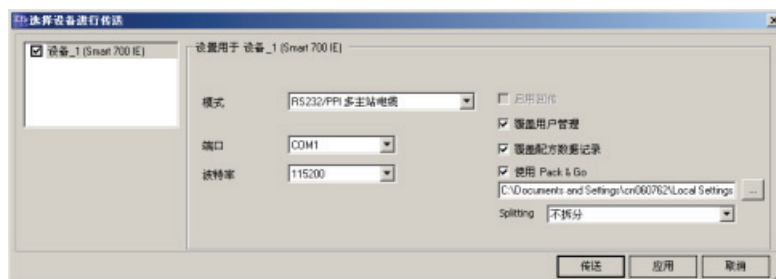 选择设备进行传送
设备_1 (Smart 700 IE)
设置用于 设备_1 (Smart 700 IE)
模式
RS232/PPI 多主站电缆
启用回传
覆盖用户管理
端口
COM1
覆盖配方数据记录
波特率
115200
使用 Pack & Go
C:\Documents and Settings\cn060762\Local Settings
...
Splitting
不拆分
传送
应用
取消